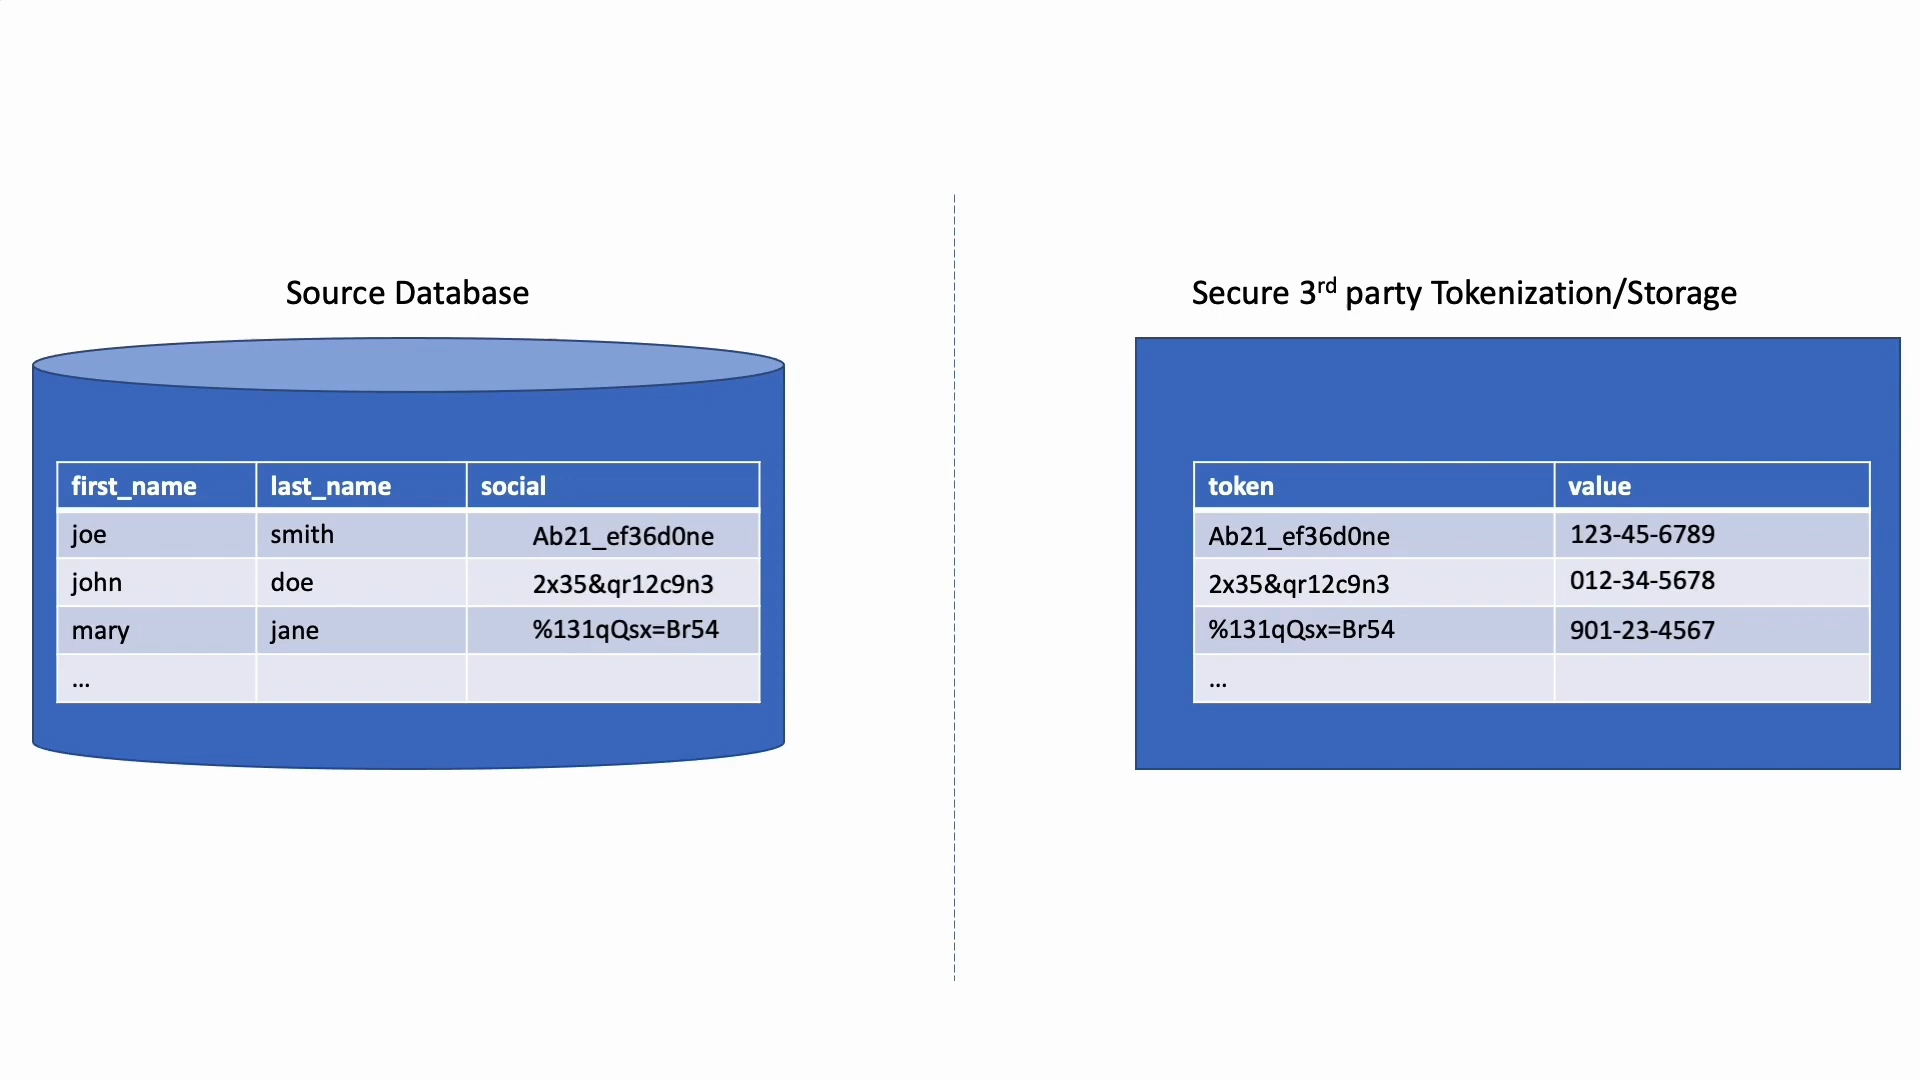 Source Database
first_name last_name social
joe smith Ab21_ef36d0ne
john doe 2x35&qr12c9n3
mary jane %131qQsx=Br54
...
Secure 3rd party Tokenization/Storage
token value
Ab21_ef36d0ne 123-45-6789
2x35&qr12c9n3 012-34-5678
%131qQsx=Br54 901-23-4567
...